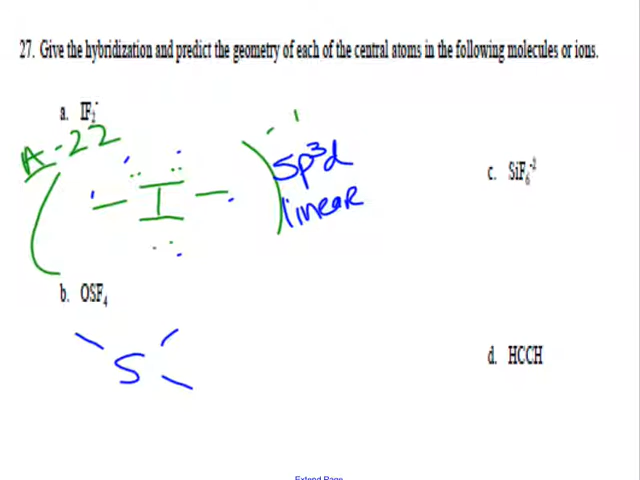 27. Give the hybridization and predict the geometry of each of the central atoms in the following molecules or ions.
a. IF₂⁻
A-22
I
sp³d
linear
c. SiF₆⁻²
b. OSF₄
S
d. HCCH
Extend Page